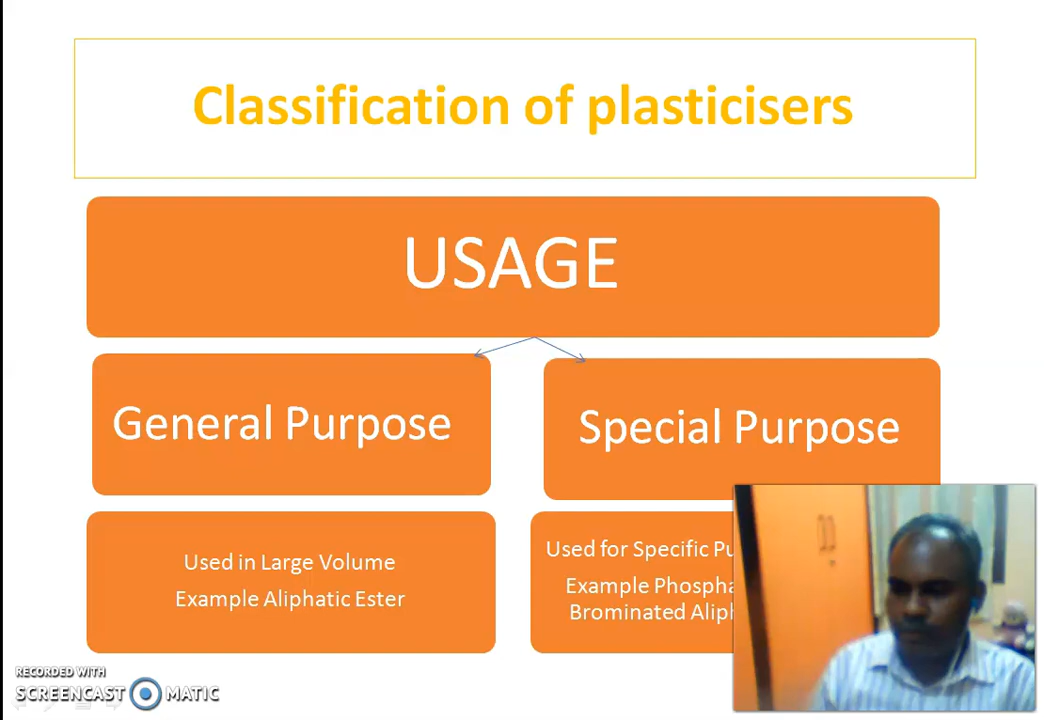 Classification of plasticisers
USAGE
General Purpose
Special Purpose
Used in Large Volume
Example Aliphatic Ester
Used for Specific
Example
Brominated
RECORDED WITH
SCREENCAST MATIC